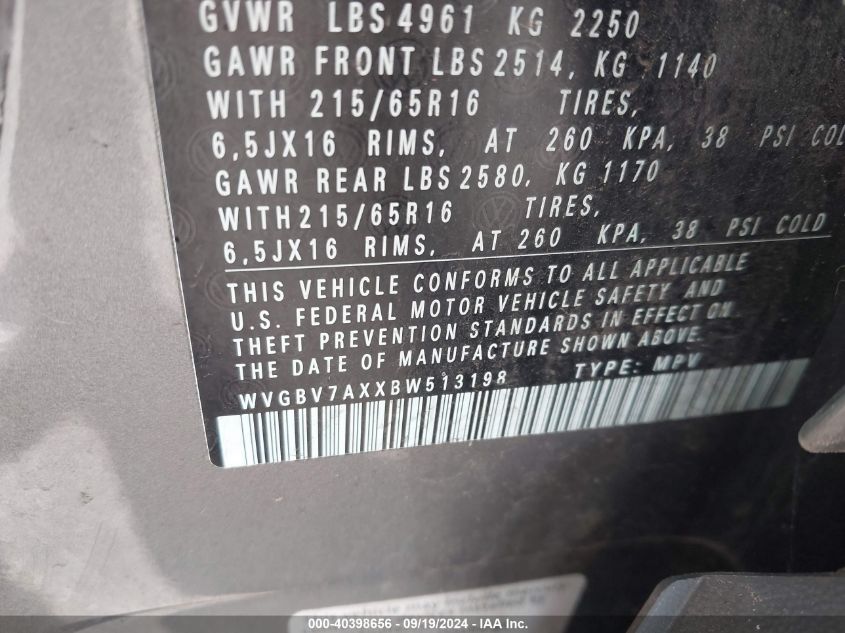 GVWR LBS 4961 KG 2250
GAWR FRONT LBS 2514, KG 1140
WITH 215/65R16 TIRES,
6,5JX16 RIMS, AT 260 KPA, 38 PSI COL
GAWR REAR LBS 2580, KG 1170
WITH 215/65R16 TIRES,
6,5JX16 RIMS, AT 260 KPA, 38 PSI COLD
THIS VEHICLE CONFORMS TO ALL APPLICABLE
U.S. FEDERAL MOTOR VEHICLE SAFETY AND
THEFT PREVENTION STANDARDS IN EFFECT ON
THE DATE OF MANUFACTURE SHOWN ABOVE.
WVGBV7AXXBW513198 TYPE: MPV
000-40398656 - 09/19/2024 - IAA Inc.